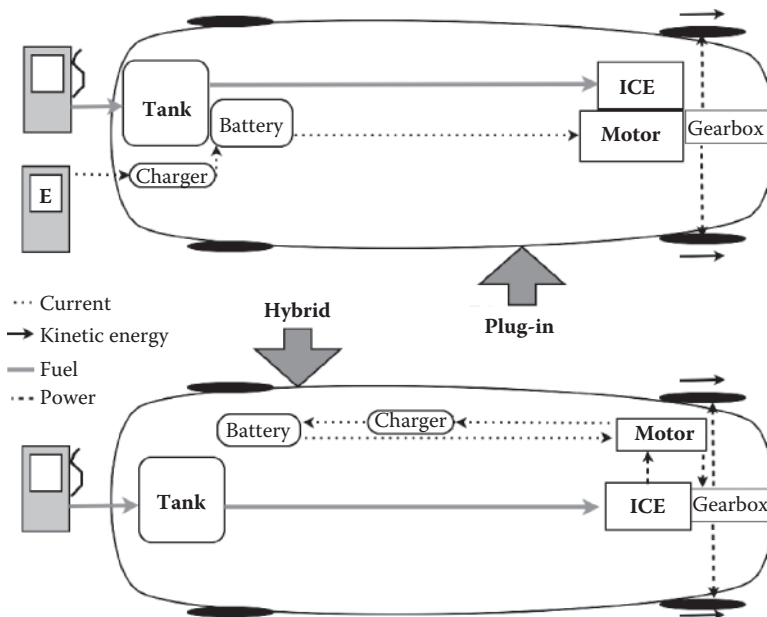 ICE
Tank
Battery
Motor
Gearbox
Charger
E
Current
Kinetic energy
Fuel
Power
Hybrid
Plug-in
Battery
Charger
Motor
Tank
ICE
Gearbox